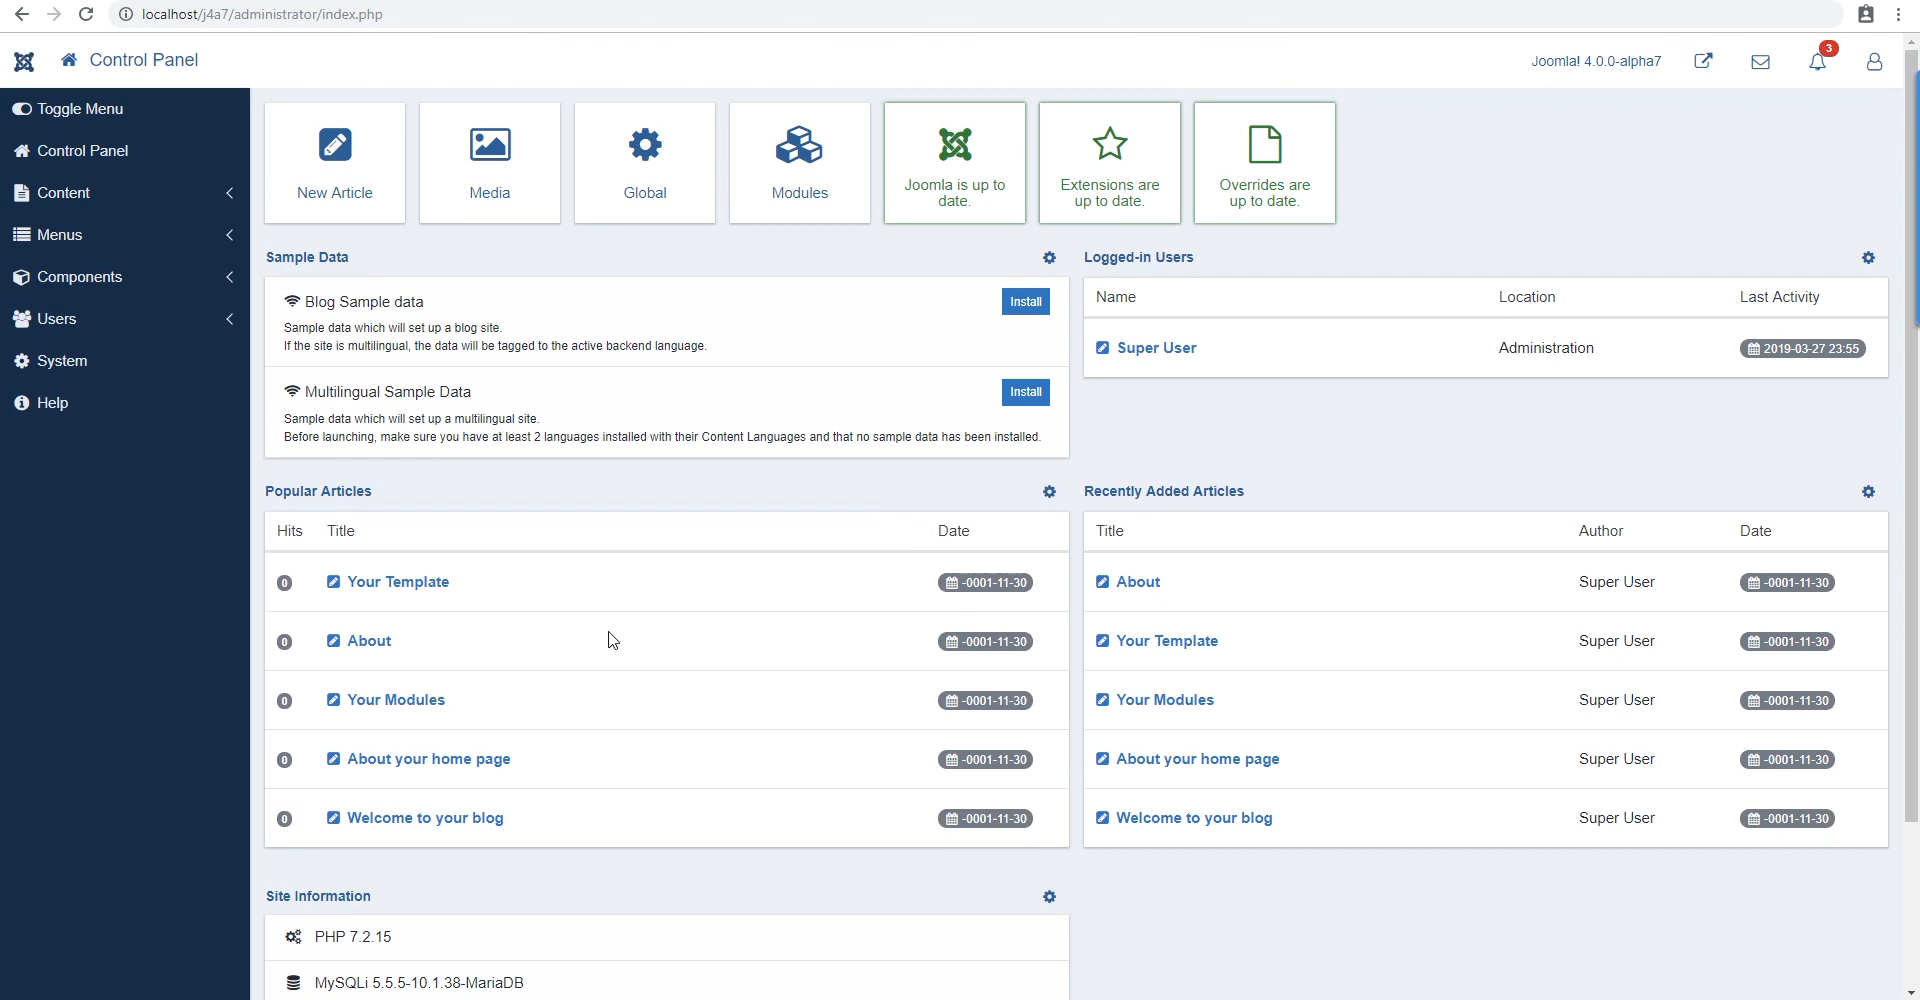 localhost/j4a7/administrator/index.php
Control Panel
Joomla! 4.0.0-alpha7
3
Toggle Menu
Control Panel
Content
Menus
Components
Users
System
Help
New Article
Media
Global
Modules
Joomla is up to
date.
Extensions are
up to date.
Overrides are
up to date.
Sample Data
Blog Sample data
Install
Sample data which will set up a blog site.
If the site is multilingual, the data will be tagged to the active backend language.
Multilingual Sample Data
Install
Sample data which will set up a multilingual site.
Before launching, make sure you have at least 2 languages installed with their Content Languages and that no sample data has been installed.
Logged-in Users
Name Location Last Activity
Super User Administration 2019-03-27 23:55
Popular Articles
Hits Title Date
0 Your Template -0001-11-30
0 About -0001-11-30
0 Your Modules -0001-11-30
0 About your home page -0001-11-30
0 Welcome to your blog -0001-11-30
Recently Added Articles
Title Author Date
About Super User -0001-11-30
Your Template Super User -0001-11-30
Your Modules Super User -0001-11-30
About your home page Super User -0001-11-30
Welcome to your blog Super User -0001-11-30
Site Information
PHP 7.2.15
MySQLi 5.5.5-10.1.38-MariaDB